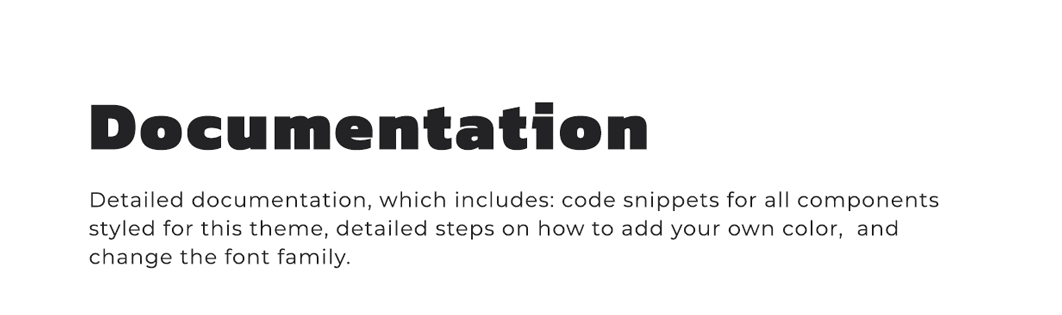 Documentation
Detailed documentation, which includes: code snippets for all components
styled for this theme, detailed steps on how to add your own color,  and
change the font family.